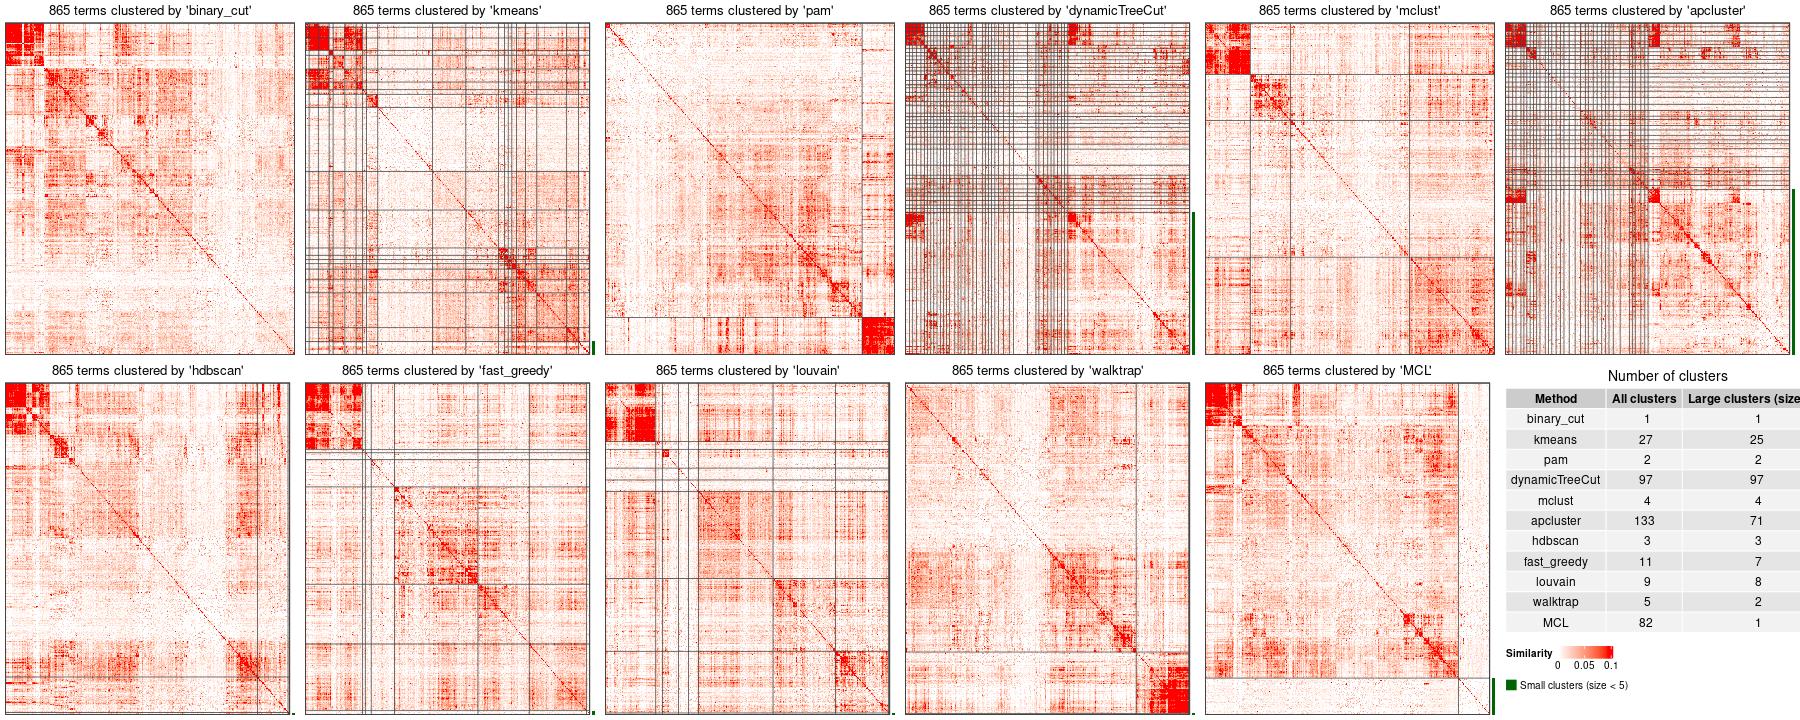 865 terms clustered by 'binary_cut'
865 terms clustered by 'kmeans'
865 terms clustered by 'pam'
865 terms clustered by 'dynamicTreeCut'
865 terms clustered by 'mclust'
865 terms clustered by 'apcluster'
865 terms clustered by 'hdbscan'
865 terms clustered by 'fast_greedy'
865 terms clustered by 'louvain'
865 terms clustered by 'walktrap'
865 terms clustered by 'MCL'
Number of clusters
Method All clusters Large clusters (size
binary_cut 1 1
kmeans 27 25
pam 2 2
dynamicTreeCut 97 97
mclust 4 4
apcluster 133 71
hdbscan 3 3
fast_greedy 11 7
louvain 9 8
walktrap 5 2
MCL 82 1
Similarity
0 0.05 0.1
Small clusters (size < 5)